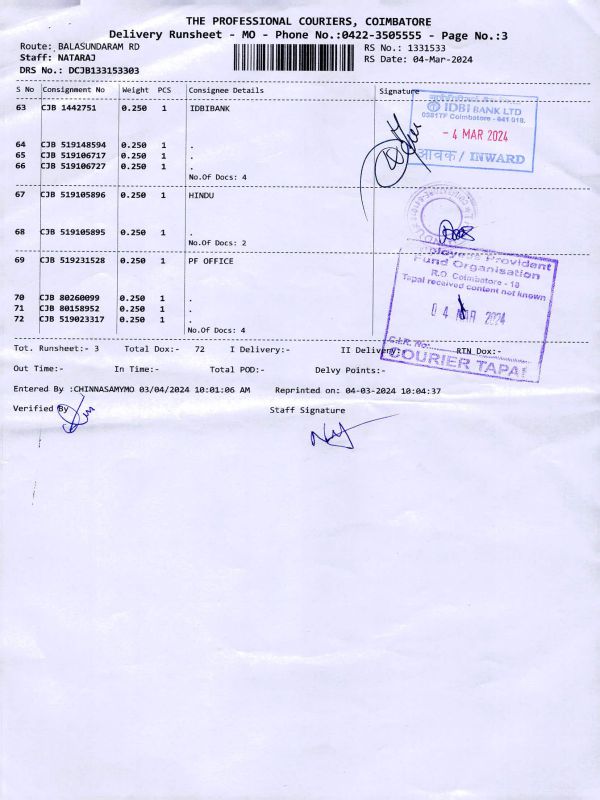 THE PROFESSIONAL COURIERS, COIMBATORE
Delivery Runsheet - MO - Phone No.:0422-3505555 - Page No.:3
Route: BALASUNDARAM RD
RS No.: 1331533
Staff: NATARAJ
RS Date: 04-Mar-2024
DRS No.: DCJB133153303
S No Consignment No Weight PCS Consignee Details Signature
63 CJB 1442751 0.250 1 IDBIBANK
64 CJB 519148594 0.250 1 .
65 CJB 519106717 0.250 1 .
66 CJB 519106727 0.250 1 .
No.Of Docs: 4
IDBI BANK LTD
Coimbatore - 641 018.
- 4 MAR 2024
आवक / INWARD
67 CJB 519105896 0.250 1 HINDU
68 CJB 519105895 0.250 1 .
No.Of Docs: 2
69 CJB 519231528 0.250 1 PF OFFICE
70 CJB 80260099 0.250 1 .
71 CJB 80158952 0.250 1 .
72 CJB 519023317 0.250 1 .
No.Of Docs: 4
Employees Provident
Fund Organisation
R.O. Coimbatore - 18
Tapal received content not known
04 MAR 2024
C.I.R. No:
COURIER TAPAL
Tot. Runsheet:- 3 Total Dox:- 72 I Delivery:- II Delivery:- RTN Dox:-
Out Time:- In Time:- Total POD:- Delvy Points:-
Entered By :CHINNASAMYMO 03/04/2024 10:01:06 AM Reprinted on: 04-03-2024 10:04:37
Verified By Staff Signature